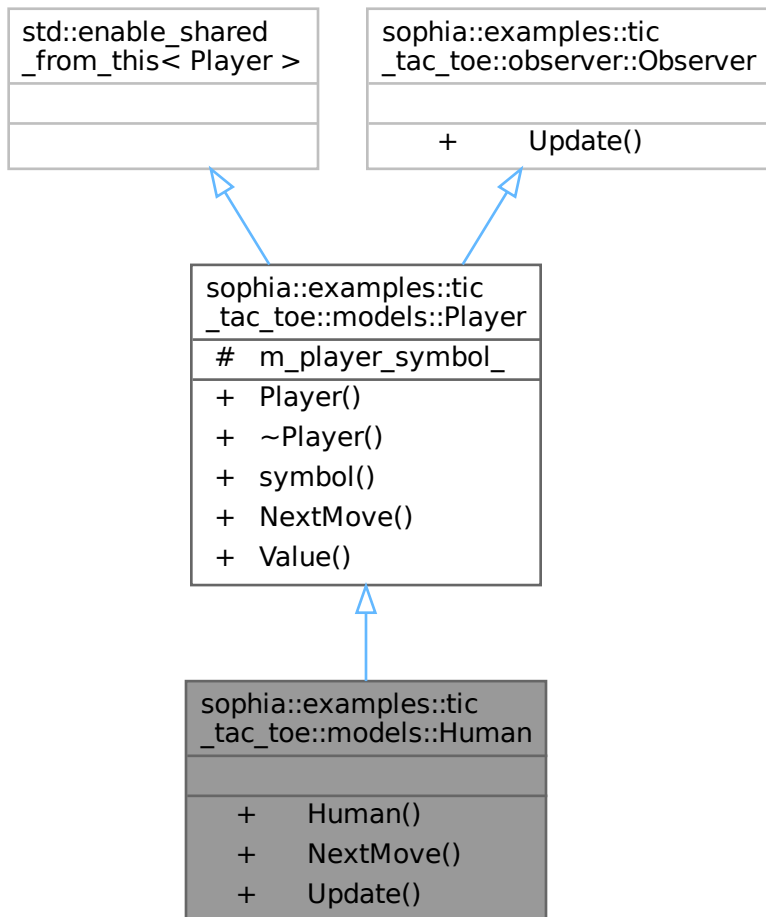 std::enable_shared
_from_this< Player >
sophia::examples::tic
_tac_toe::observer::Observer
+ Update()
sophia::examples::tic
_tac_toe::models::Player
# m_player_symbol_
+ Player()
+ ~Player()
+ symbol()
+ NextMove()
+ Value()
sophia::examples::tic
_tac_toe::models::Human
+ Human()
+ NextMove()
+ Update()